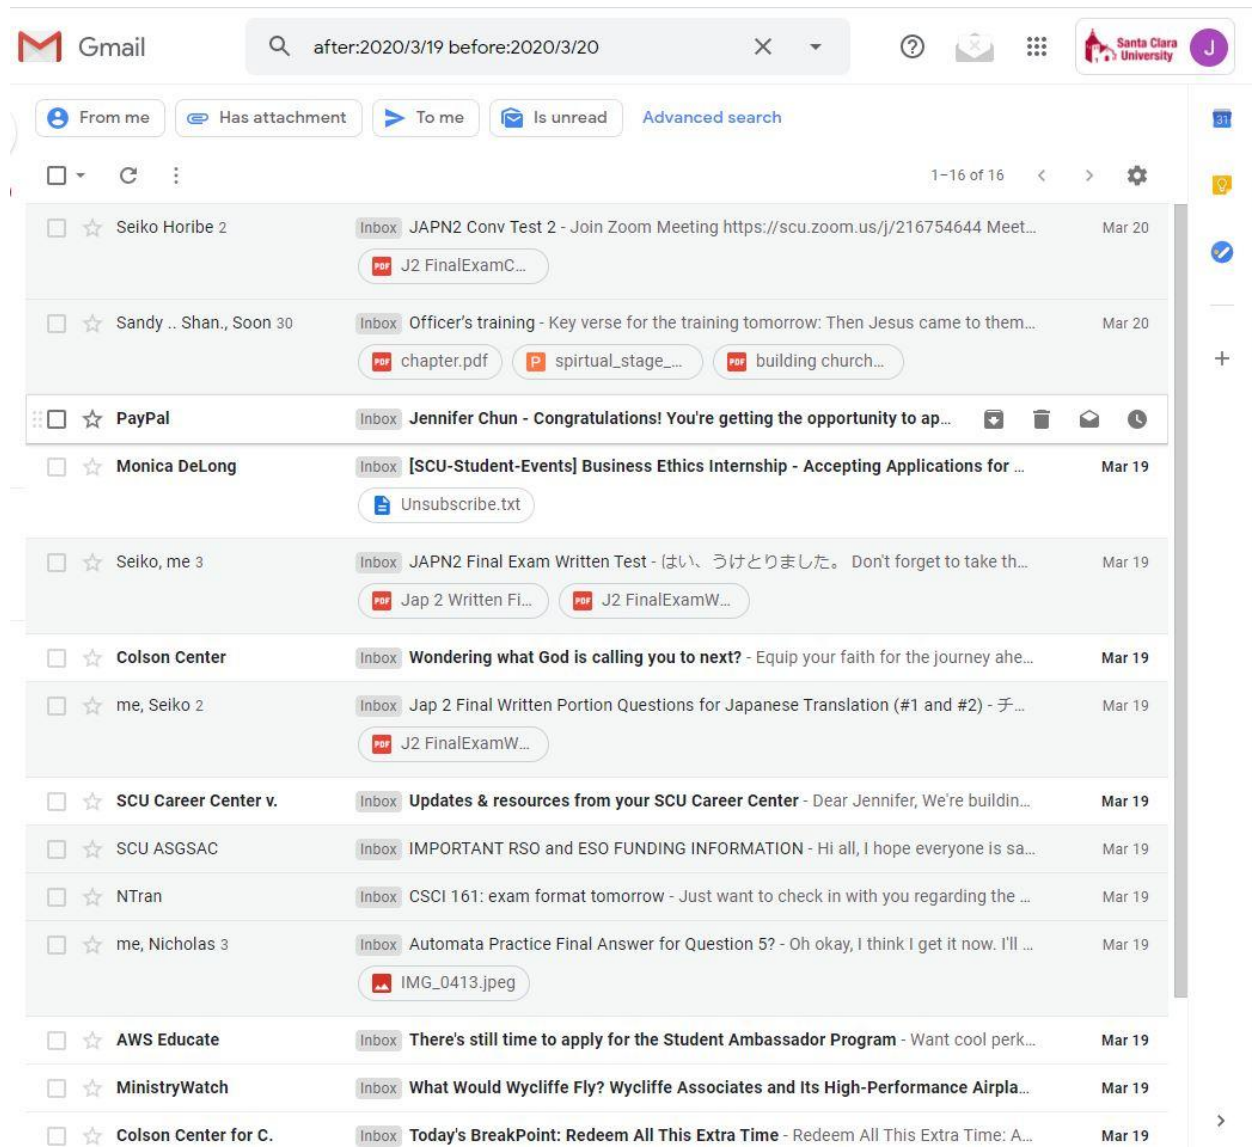 Gmail
after:2020/3/19 before:2020/3/20
Santa Clara
University
J
From me
Has attachment
To me
Is unread
Advanced search
31
1–16 of 16
Seiko Horibe 2 Inbox JAPN2 Conv Test 2 - Join Zoom Meeting https://scu.zoom.us/j/216754644 Meet... Mar 20
PDF J2 FinalExamC...
Sandy .. Shan., Soon 30 Inbox Officer's training - Key verse for the training tomorrow: Then Jesus came to them... Mar 20
PDF chapter.pdf P spirtual_stage_... PDF building church...
PayPal Inbox Jennifer Chun - Congratulations! You're getting the opportunity to ap...
Monica DeLong Inbox [SCU-Student-Events] Business Ethics Internship - Accepting Applications for ... Mar 19
Unsubscribe.txt
Seiko, me 3 Inbox JAPN2 Final Exam Written Test - はい、うけとりました。 Don't forget to take th... Mar 19
PDF Jap 2 Written Fi... PDF J2 FinalExamW...
Colson Center Inbox Wondering what God is calling you to next? - Equip your faith for the journey ahe... Mar 19
me, Seiko 2 Inbox Jap 2 Final Written Portion Questions for Japanese Translation (#1 and #2) - チ... Mar 19
PDF J2 FinalExamW...
SCU Career Center v. Inbox Updates & resources from your SCU Career Center - Dear Jennifer, We're buildin... Mar 19
SCU ASGSAC Inbox IMPORTANT RSO and ESO FUNDING INFORMATION - Hi all, I hope everyone is sa... Mar 19
NTran Inbox CSCI 161: exam format tomorrow - Just want to check in with you regarding the ... Mar 19
me, Nicholas 3 Inbox Automata Practice Final Answer for Question 5? - Oh okay, I think I get it now. I'll ... Mar 19
IMG_0413.jpeg
AWS Educate Inbox There's still time to apply for the Student Ambassador Program - Want cool perk... Mar 19
MinistryWatch Inbox What Would Wycliffe Fly? Wycliffe Associates and Its High-Performance Airpla... Mar 19
Colson Center for C. Inbox Today's BreakPoint: Redeem All This Extra Time - Redeem All This Extra Time: A... Mar 19